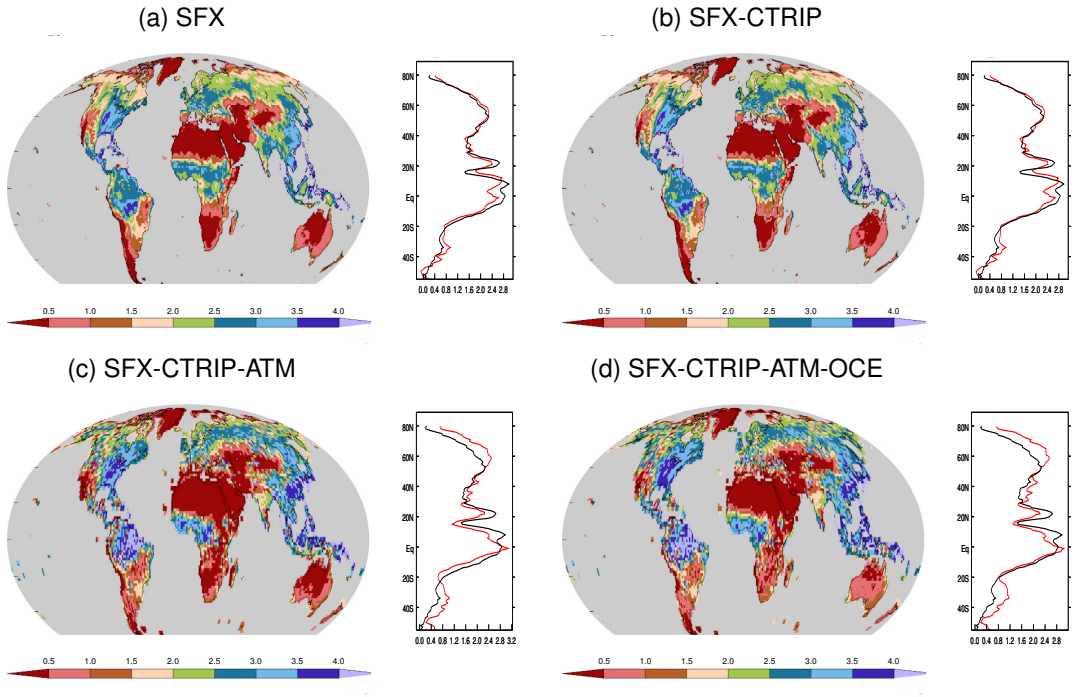 (a) SFX
(b) SFX-CTRIP
80N
60N
40N
20N
Eq
20S
40S
0.0 0.4 0.8 1.2 1.6 2.0 2.4 2.8
0.5 1.0 1.5 2.0 2.5 3.0 3.5 4.0
80N
60N
40N
20N
Eq
20S
40S
0.0 0.4 0.8 1.2 1.6 2.0 2.4 2.8
0.5 1.0 1.5 2.0 2.5 3.0 3.5 4.0
(c) SFX-CTRIP-ATM
(d) SFX-CTRIP-ATM-OCE
80N
60N
40N
20N
Eq
20S
40S
0.0 0.4 0.8 1.2 1.6 2.0 2.4 2.8 3.2
0.5 1.0 1.5 2.0 2.5 3.0 3.5 4.0
80N
60N
40N
20N
Eq
20S
40S
0.0 0.4 0.8 1.2 1.6 2.0 2.4 2.8
0.5 1.0 1.5 2.0 2.5 3.0 3.5 4.0